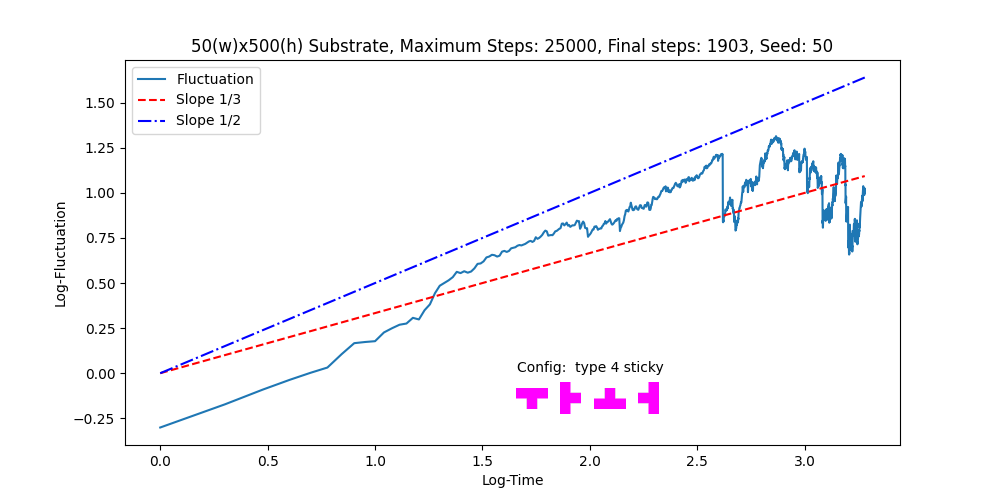 50(w)x500(h) Substrate, Maximum Steps: 25000, Final steps: 1903, Seed: 50
Fluctuation
Slope 1/3
Slope 1/2
Log-Fluctuation
1.50
1.25
1.00
0.75
0.50
0.25
0.00
−0.25
Config:  type 4 sticky
0.0 0.5 1.0 1.5 2.0 2.5 3.0
Log-Time